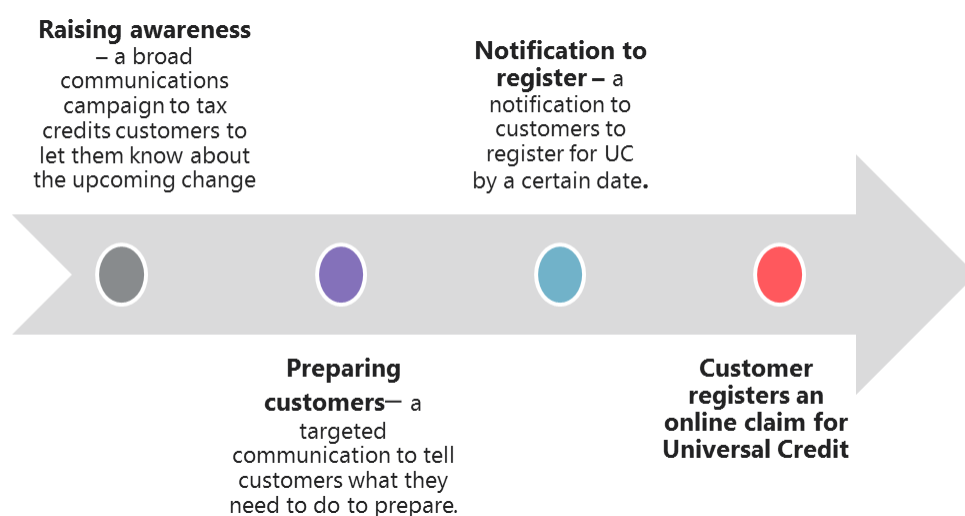 Raising awareness
– a broad
communications
campaign to tax
credits customers to
let them know about
the upcoming change
Preparing
customers— a
targeted
communication to tell
customers what they
need to do to prepare.
Notification to
register – a
notification to
customers to
register for UC
by a certain date.
Customer
registers an
online claim for
Universal Credit